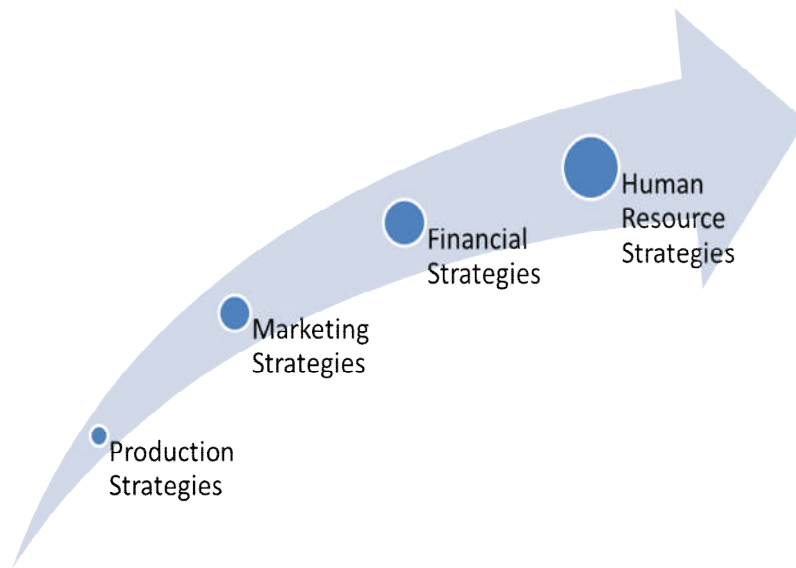 Human
Resource
Strategies
Financial
Strategies
Marketing
Strategies
Production
Strategies